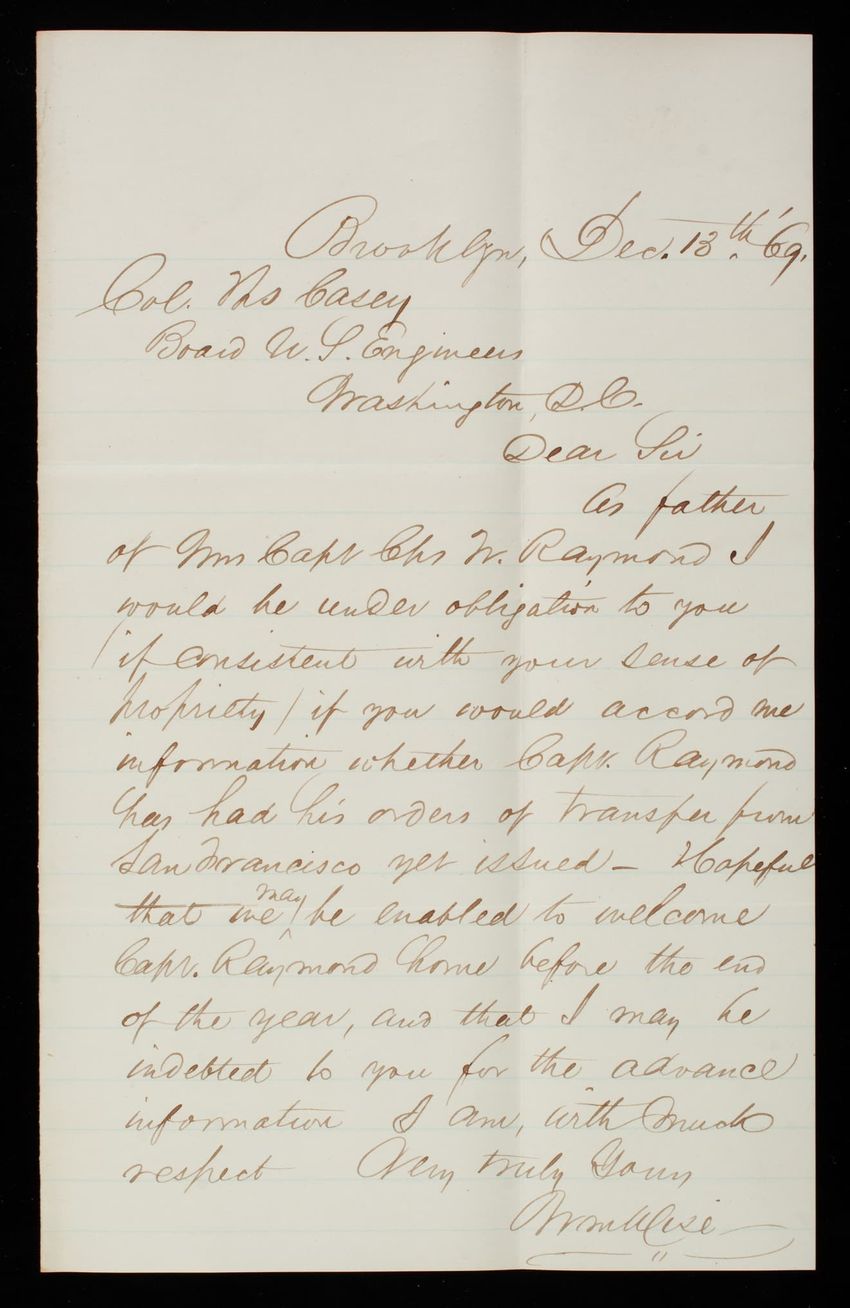 Brooklyn, Dec. 13th '69.
Col. Ths Casey
Board U. S. Engineers
Washington, D. C.
Dear Sir
As father
of Mrs Capt Chs W. Raymond I
would be under obligation to you
(if consistent with your sense of
propriety) if you would accord me
information whether Capt. Raymond
has had his orders of transfer from
San Francisco yet issued - Hopeful
that we may be enabled to welcome
Capt. Raymond home before the end
of the year, and that I may be
indebted to you for the advance
information I am, with much
respect Very truly Yours
Wm Wise